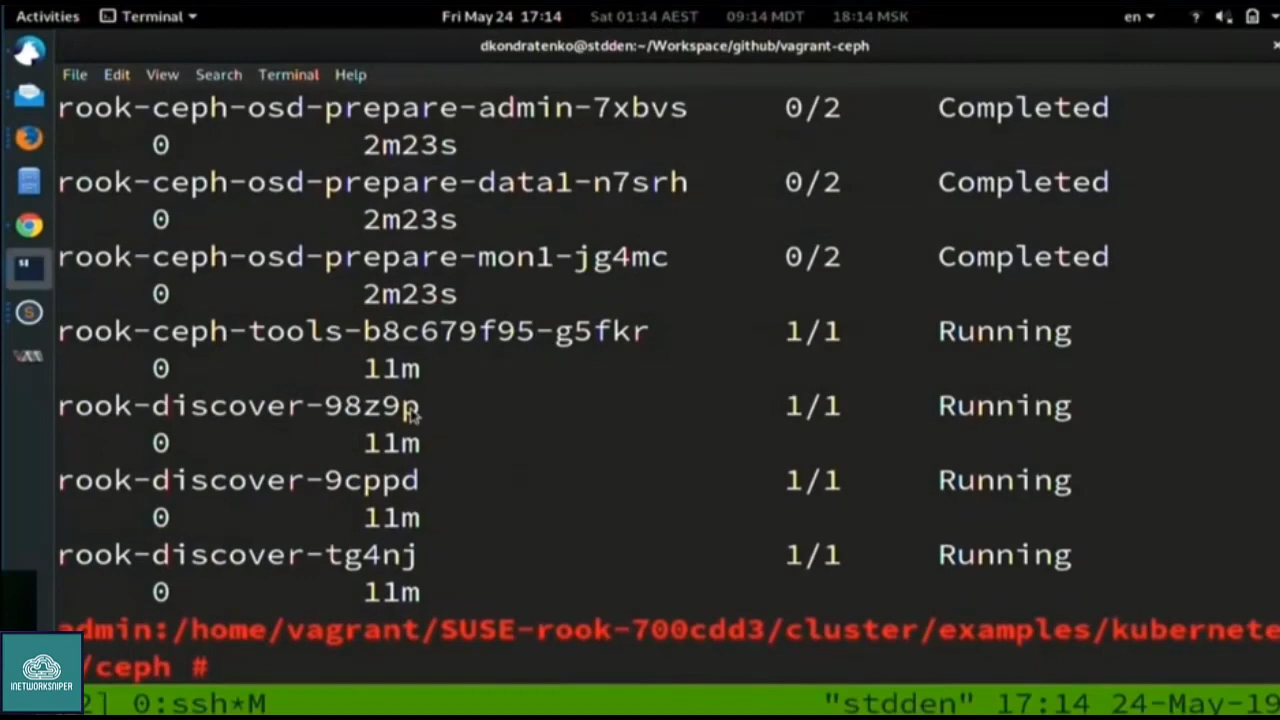 Activities Terminal Fri May 24 17:14 Sat 01:14 AEST 09:14 MDT 18:14 MSK en ?
dkondratenko@stdden:~/Workspace/github/vagrant-ceph
File Edit View Search Terminal Help
rook-ceph-osd-prepare-admin-7xbvs 0/2 Completed
0 2m23s
rook-ceph-osd-prepare-data1-n7srh 0/2 Completed
0 2m23s
rook-ceph-osd-prepare-mon1-jg4mc 0/2 Completed
0 2m23s
rook-ceph-tools-b8c679f95-g5fkr 1/1 Running
0 11m
rook-discover-98z9p 1/1 Running
0 11m
rook-discover-9cppd 1/1 Running
0 11m
rook-discover-tg4nj 1/1 Running
0 11m
admin:/home/vagrant/SUSE-rook-700cdd3/cluster/examples/kubernete
/ceph #
2] 0:ssh*M "stdden" 17:14 24-May-19
INETWORKSNIPER